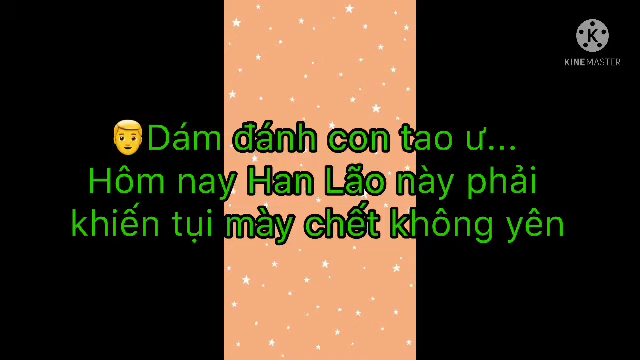 KINEMASTER
👨Dám đánh con tao ư...
Hôm nay Han Lão này phải
khiến tụi mày chết không yên